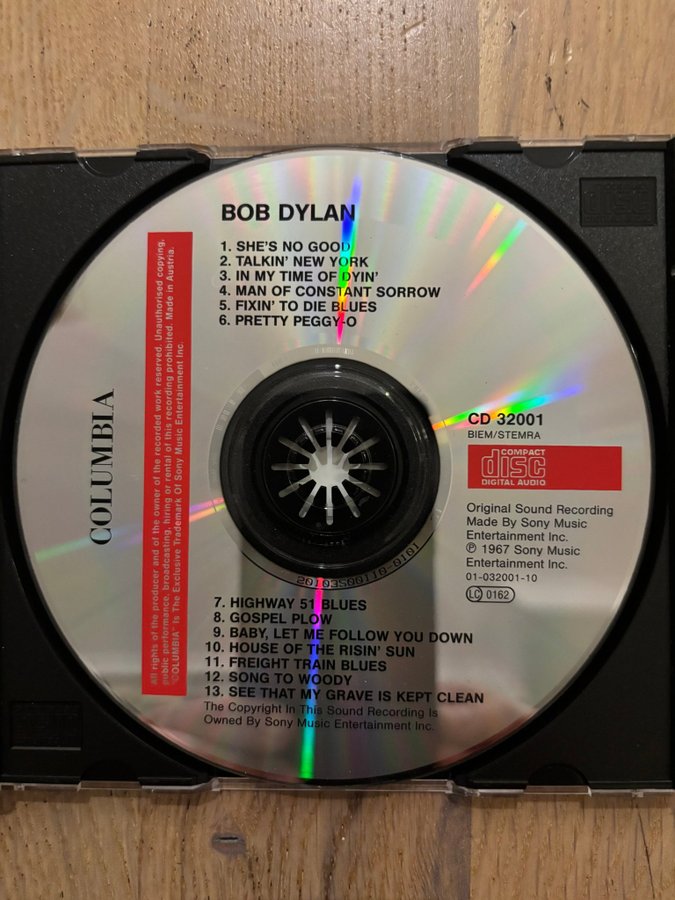 BOB DYLAN
1. SHE'S NO GOOD
2. TALKIN' NEW YORK
3. IN MY TIME OF DYIN'
4. MAN OF CONSTANT SORROW
5. FIXIN' TO DIE BLUES
6. PRETTY PEGGY-O
COLUMBIA
All rights of the producer and of the owner of the recorded work reserved. Unauthorised copying,
public performance, broadcasting, hiring or rental of this recording prohibited. Made in Austria.
"COLUMBIA" Is The Exclusive Trademark Of Sony Music Entertainment Inc.
CD 32001
BIEM/STEMRA
COMPACT
disc
DIGITAL AUDIO
Original Sound Recording
Made By Sony Music
Entertainment Inc.
℗ 1967 Sony Music
Entertainment Inc.
01-032001-10
LC 0162
7. HIGHWAY 51 BLUES
8. GOSPEL PLOW
9. BABY, LET ME FOLLOW YOU DOWN
10. HOUSE OF THE RISIN' SUN
11. FREIGHT TRAIN BLUES
12. SONG TO WOODY
13. SEE THAT MY GRAVE IS KEPT CLEAN
The Copyright In This Sound Recording Is
Owned By Sony Music Entertainment Inc.